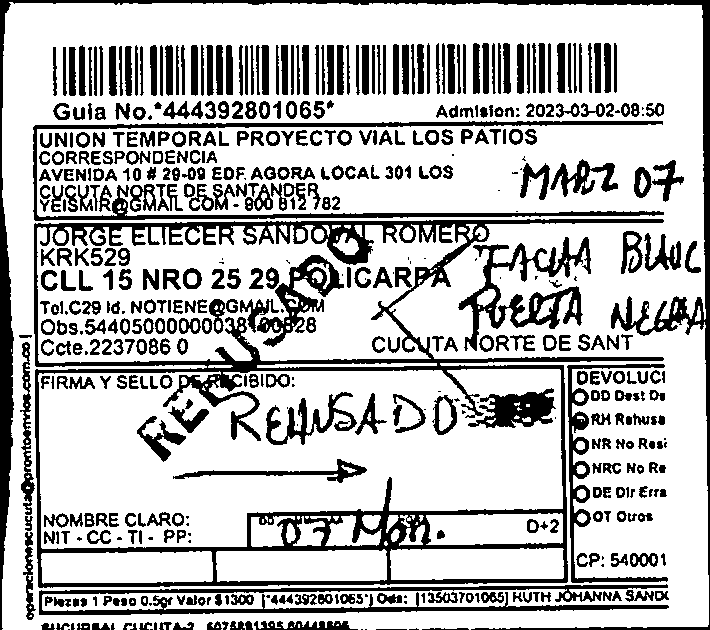 Guia No.*444392801065*
Admision: 2023-03-02-08:50
UNION TEMPORAL PROYECTO VIAL LOS PATIOS
CORRESPONDENCIA
AVENIDA 10 # 29-09 EDF. AGORA LOCAL 301 LOS
CUCUTA NORTE DE SANTANDER
YEISMIR@GMAIL COM - 900 812 782
MARZ 07
JORGE ELIECER SANDOVAL ROMERO
KRK529
CLL 15 NRO 25 29 POLICARPA
FACHA BLANC
Tel.C29 Id. NOTIENE@GMAIL.COM
PUERTA NEGRA
Obs.54405000000038100828
Ccte.2237086 0
CUCUTA NORTE DE SANT
REHUSADO
operacionescucuta@prontoenvios.com.co
FIRMA Y SELLO DE RECIBIDO:
REHUSADO
DEVOLUCI
DD Dest De
RH Rehusa
NR No Resi
NRC No Re
DE Dir Erra
OT Otros
NOMBRE CLARO:
NIT - CC - TI - PP:
07 Mar.
D+2
CP: 540001
Piezas 1 Peso 0.5gr Valor $1300 [*444392801065*] Ods: [13503701065] RUTH JOHANNA SAND
SUCURSAL CUCUTA-2